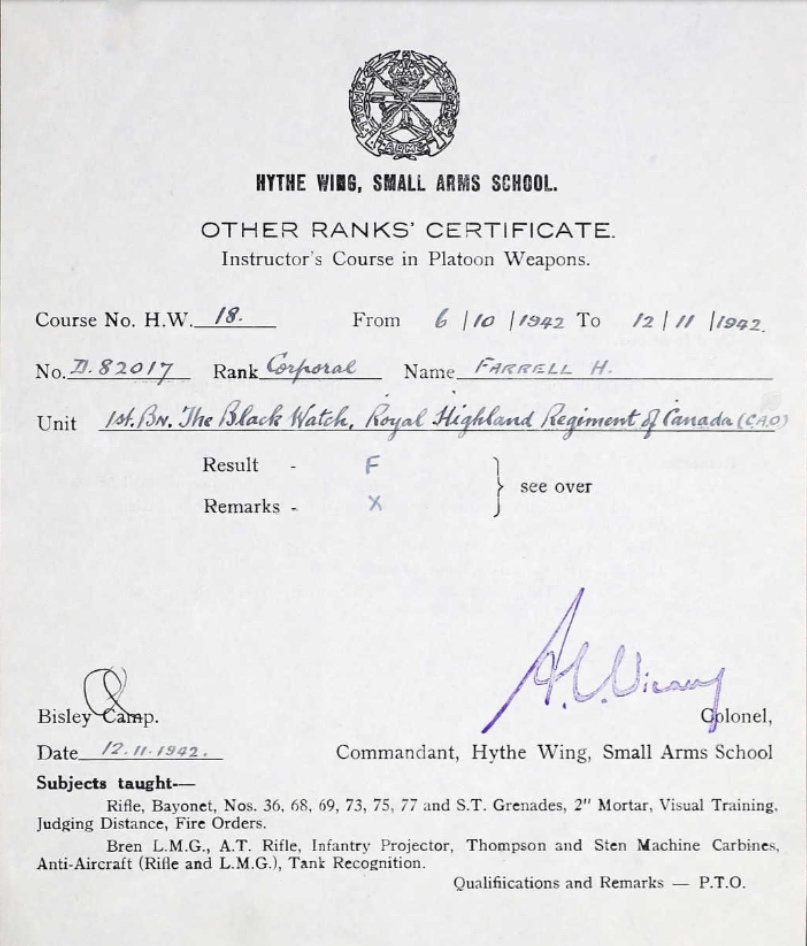 SMALL ARMS SCHOOL
HYTHE WING, SMALL ARMS SCHOOL.
OTHER RANKS' CERTIFICATE.
Instructor's Course in Platoon Weapons.
Course No. H.W. 18. From 6/10/1942 To 12/11/1942.
No. D.82017 Rank Corporal Name FARRELL H.
Unit 1st. Bn. The Black Watch, Royal Highland Regiment of Canada (C.A.O)
Result - F
Remarks - X
see over
Bisley Camp.
Colonel,
Date 12.11.1942. Commandant, Hythe Wing, Small Arms School
Subjects taught—
Rifle, Bayonet, Nos. 36, 68, 69, 73, 75, 77 and S.T. Grenades, 2" Mortar, Visual Training,
Judging Distance, Fire Orders.
Bren L.M.G., A.T. Rifle, Infantry Projector, Thompson and Sten Machine Carbines,
Anti-Aircraft (Rifle and L.M.G.), Tank Recognition.
Qualifiications and Remarks — P.T.O.